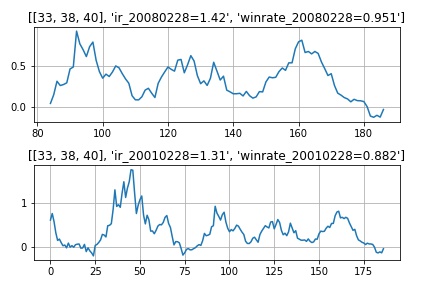 [[33, 38, 40], 'ir_20080228=1.42', 'winrate_20080228=0.951']
0.5
0.0
80 100 120 140 160 180
[[33, 38, 40], 'ir_20010228=1.31', 'winrate_20010228=0.882']
1
0
0 25 50 75 100 125 150 175